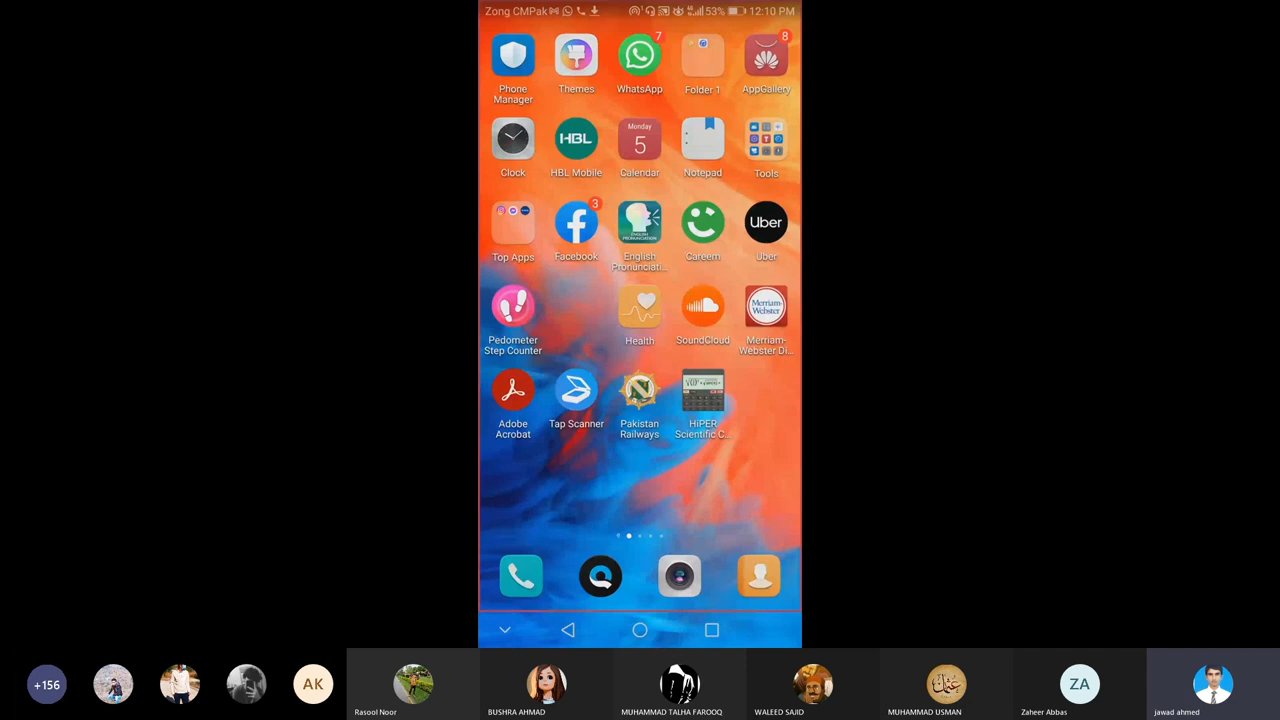 Zong CMPak 53% 12:10 PM
7 8
Phone Manager Themes WhatsApp Folder 1 AppGallery
Monday
5
HBL
Clock HBL Mobile Calendar Notepad Tools
3
ENGLISH PRONUNCIATION
Uber
Top Apps Facebook English Pronunciati... Careem Uber
Merriam-Webster
Pedometer Step Counter Health SoundCloud Merriam-Webster Di...
N
Adobe Acrobat Tap Scanner Pakistan Railways HiPER Scientific C...
+156 AK ZA
Rasool Noor BUSHRA AHMAD MUHAMMAD TALHA FAROOQ WALEED SAJID MUHAMMAD USMAN Zaheer Abbas jawad ahmed